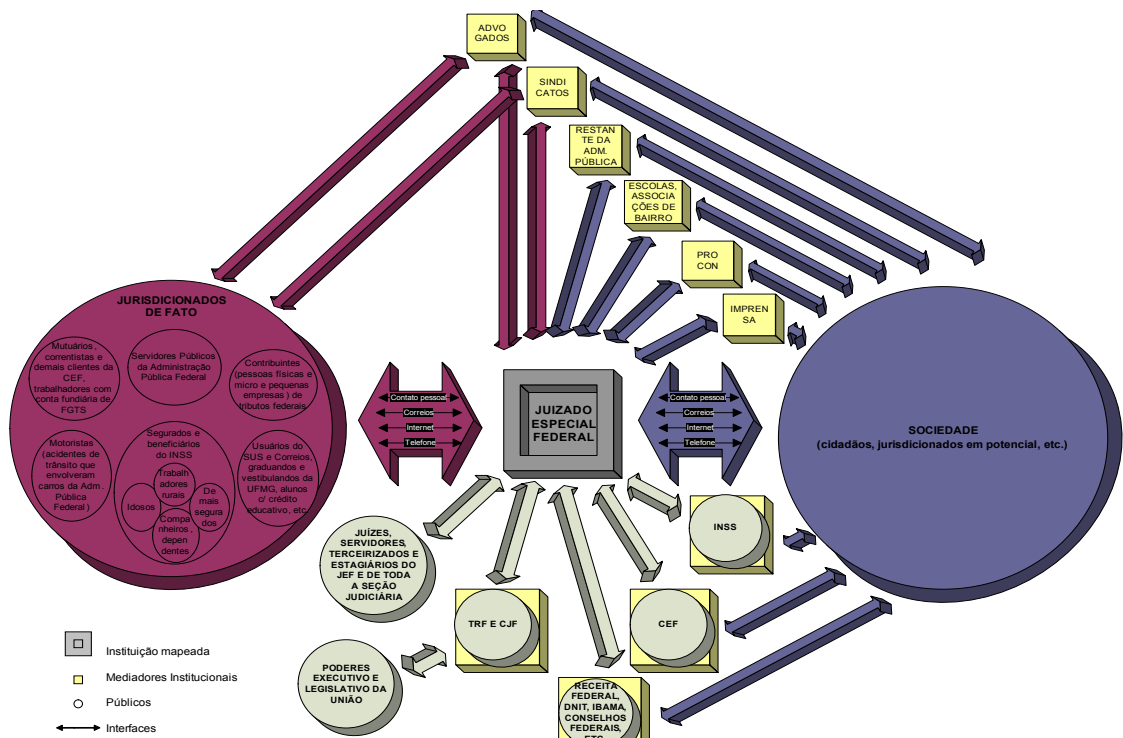 ADVO
GADOS
SINDI
CATOS
RESTAN
TE DA
ADM.
PÚBLICA
ESCOLAS,
ASSOCIA
ÇÕES DE
BAIRRO
PRO
CON
IMPREN
SA
JURISDICIONADOS
DE FATO
Mutuários,
correntistas e
demais clientes da
CEF,
trabalhadores com
conta fundiária de
FGTS
Servidores Públicos
da Administração
Pública Federal
Contribuintes
(pessoas físicas e
micro e pequenas
empresas) de
tributos federais
Motoristas
(acidentes de
trânsito que
envolveram
carros da Adm.
Pública
Federal)
Segurados e
beneficiários
do INSS
Trabalh
adores
rurais
Idosos
De
mais
segura
dos
Compa
nheiros,
depen
dentes
Usuários do
SUS e Correios,
graduandos e
vestibulandos da
UFMG, alunos
c/ crédito
educativo, etc.
Contato pessoal
Correios
Internet
Telefone
JUIZADO
ESPECIAL
FEDERAL
Contato pessoal
Correios
Internet
Telefone
SOCIEDADE
(cidadãos, jurisdicionados em potencial, etc.)
JUÍZES,
SERVIDORES,
TERCEIRIZADOS E
ESTAGIÁRIOS DO
JEF E DE TODA
A SEÇÃO
JUDICIÁRIA
INSS
TRF E CJF
CEF
PODERES
EXECUTIVO E
LEGISLATIVO DA
UNIÃO
RECEITA
FEDERAL,
DNIT, IBAMA,
CONSELHOS
FEDERAIS,
ETC
Instituição mapeada
Mediadores Institucionais
Públicos
Interfaces